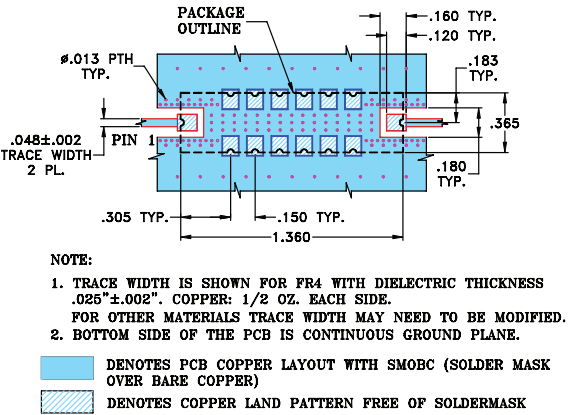 PACKAGE
OUTLINE
.160 TYP.
.120 TYP.
ø.013 PTH
TYP.
.183
TYP.
.048±.002
TRACE WIDTH
2 PL.
PIN 1
.365
.180
TYP.
.305 TYP.
.150 TYP.
1.360
NOTE:
1. TRACE WIDTH IS SHOWN FOR FR4 WITH DIELECTRIC THICKNESS
.025"±.002". COPPER: 1/2 OZ. EACH SIDE.
FOR OTHER MATERIALS TRACE WIDTH MAY NEED TO BE MODIFIED.
2. BOTTOM SIDE OF THE PCB IS CONTINUOUS GROUND PLANE.
DENOTES PCB COPPER LAYOUT WITH SMOBC (SOLDER MASK
OVER BARE COPPER)
DENOTES COPPER LAND PATTERN FREE OF SOLDERMASK